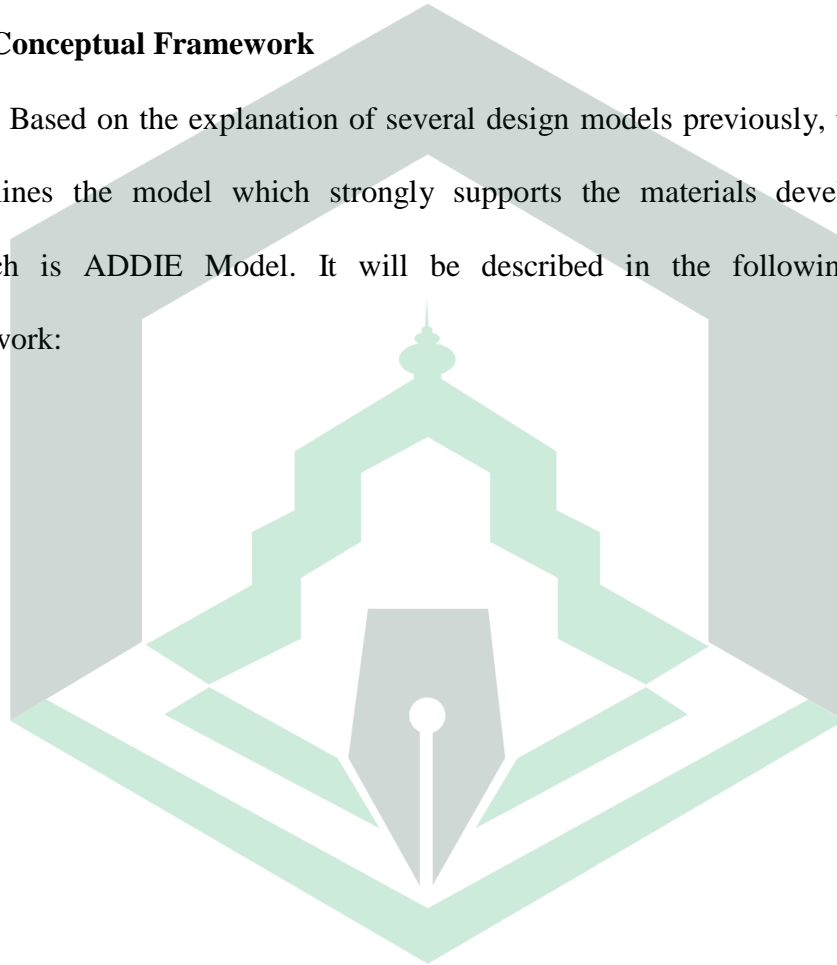 Conceptual Framework
Based on the explanation of several design models previously,
lines the model which strongly supports the materials devel
ch is ADDIE Model. It will be described in the followin
work: